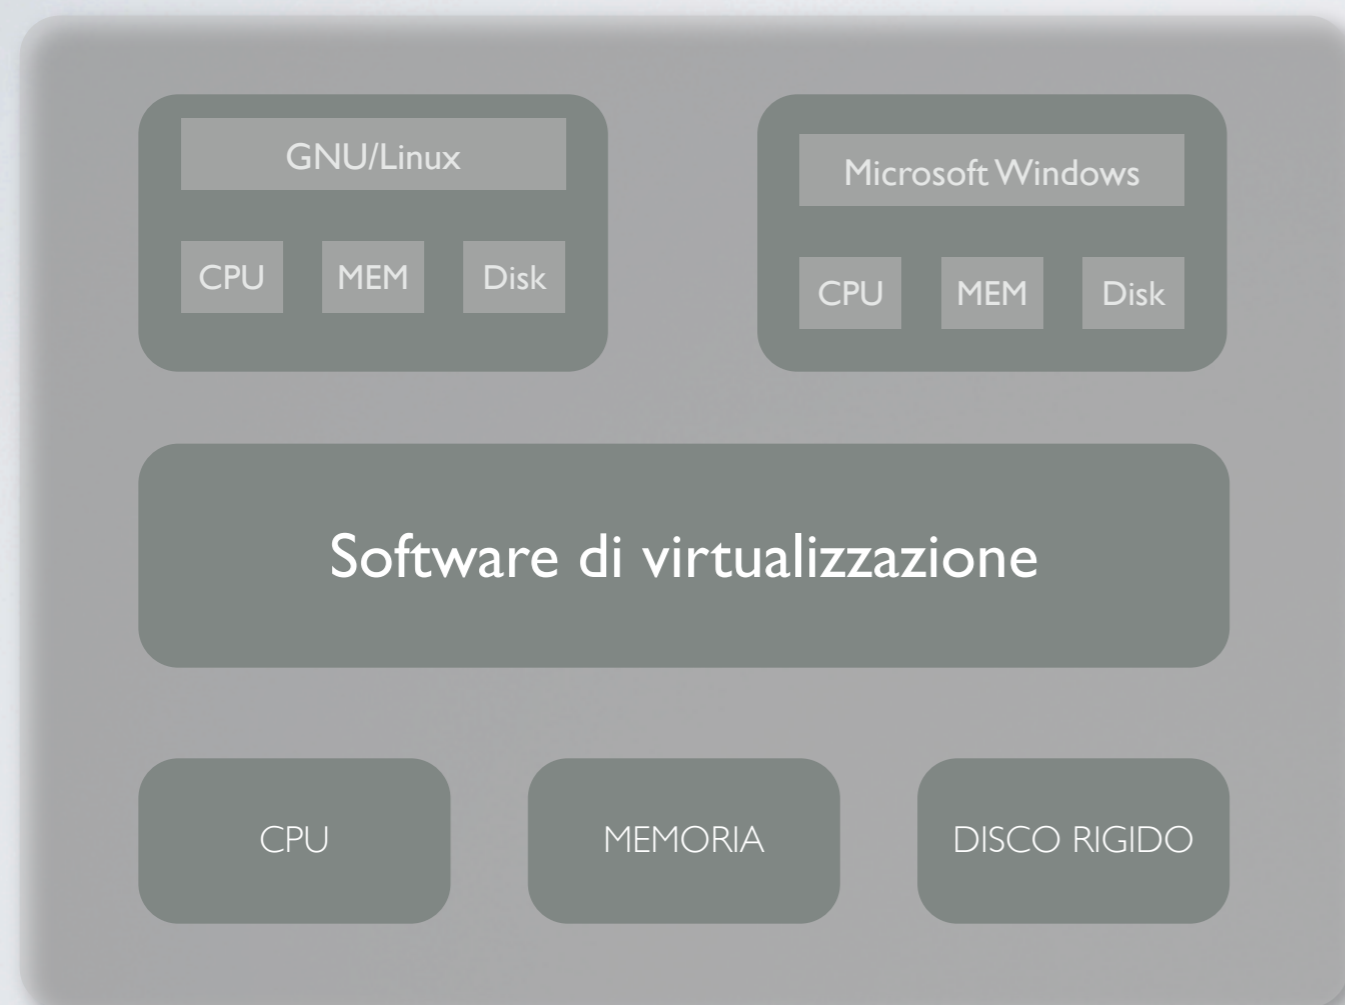 GNU/Linux
CPU MEM Disk
Microsoft Windows
CPU MEM Disk
Software di virtualizzazione
CPU MEMORIA DISCO RIGIDO